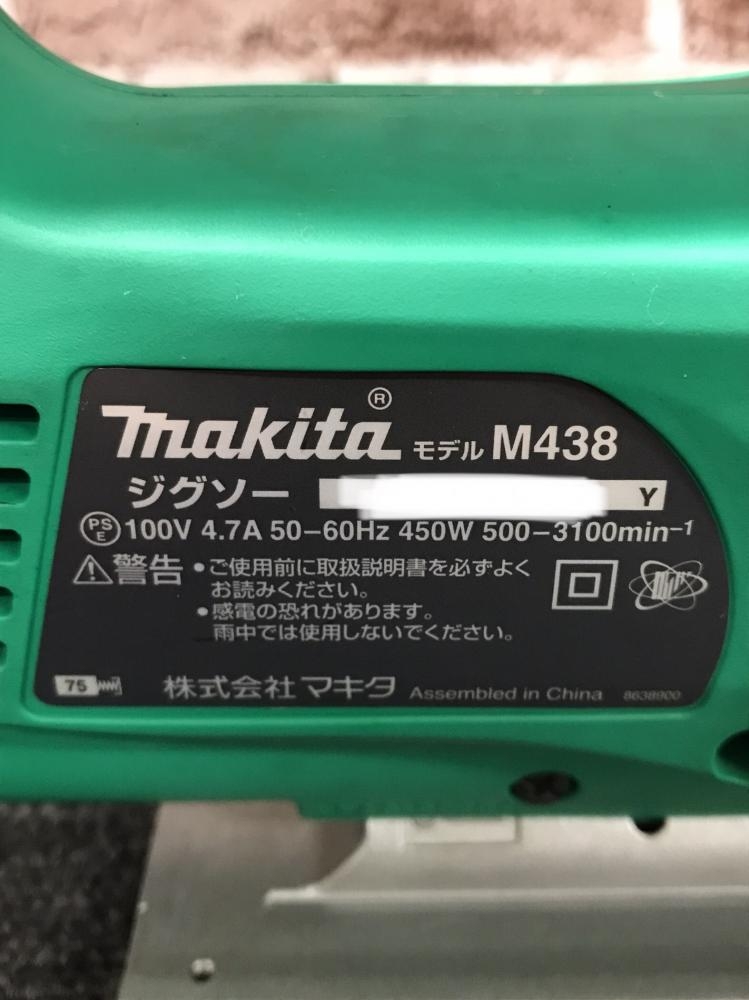 makita® モデル M438
ジグソー Y
PSE 100V 4.7A 50-60Hz 450W 500-3100min-1
警告 •ご使用前に取扱説明書を必ずよく
お読みください。
•感電の恐れがあります。
雨中では使用しないでください。
75 株式会社マキタ Assembled in China 8638900